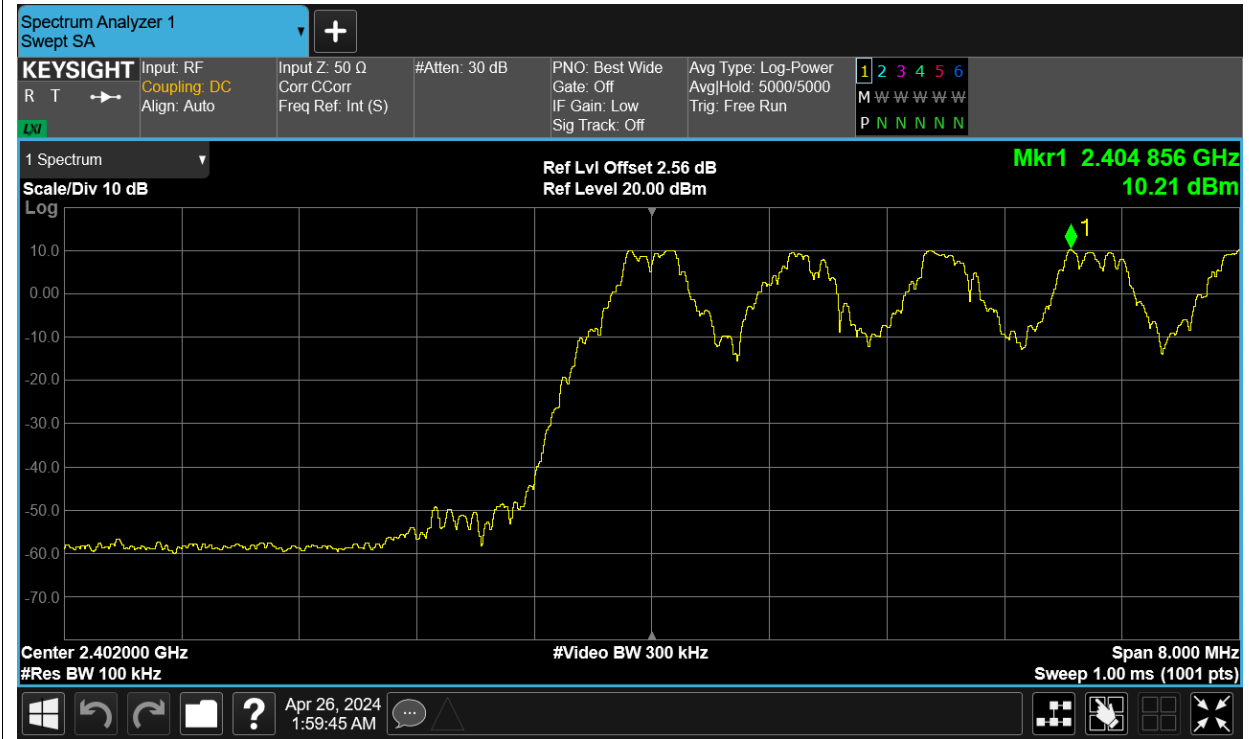 Spectrum Analyzer 1
Swept SA
KEYSIGHT
R T
LXI
Input: RF
Coupling: DC
Align: Auto
Input Z: 50 Ω
Corr CCorr
Freq Ref: Int (S)
#Atten: 30 dB
PNO: Best Wide
Gate: Off
IF Gain: Low
Sig Track: Off
Avg Type: Log-Power
Avg|Hold: 5000/5000
Trig: Free Run
1 2 3 4 5 6
M W W W W W
P N N N N N
1 Spectrum
Scale/Div 10 dB
Log
Ref Lvl Offset 2.56 dB
Ref Level 20.00 dBm
Mkr1 2.404 856 GHz
10.21 dBm
1
10.0
0.00
-10.0
-20.0
-30.0
-40.0
-50.0
-60.0
-70.0
Center 2.402000 GHz
#Video BW 300 kHz
Span 8.000 MHz
#Res BW 100 kHz
Sweep 1.00 ms (1001 pts)
?
Apr 26, 2024
1:59:45 AM